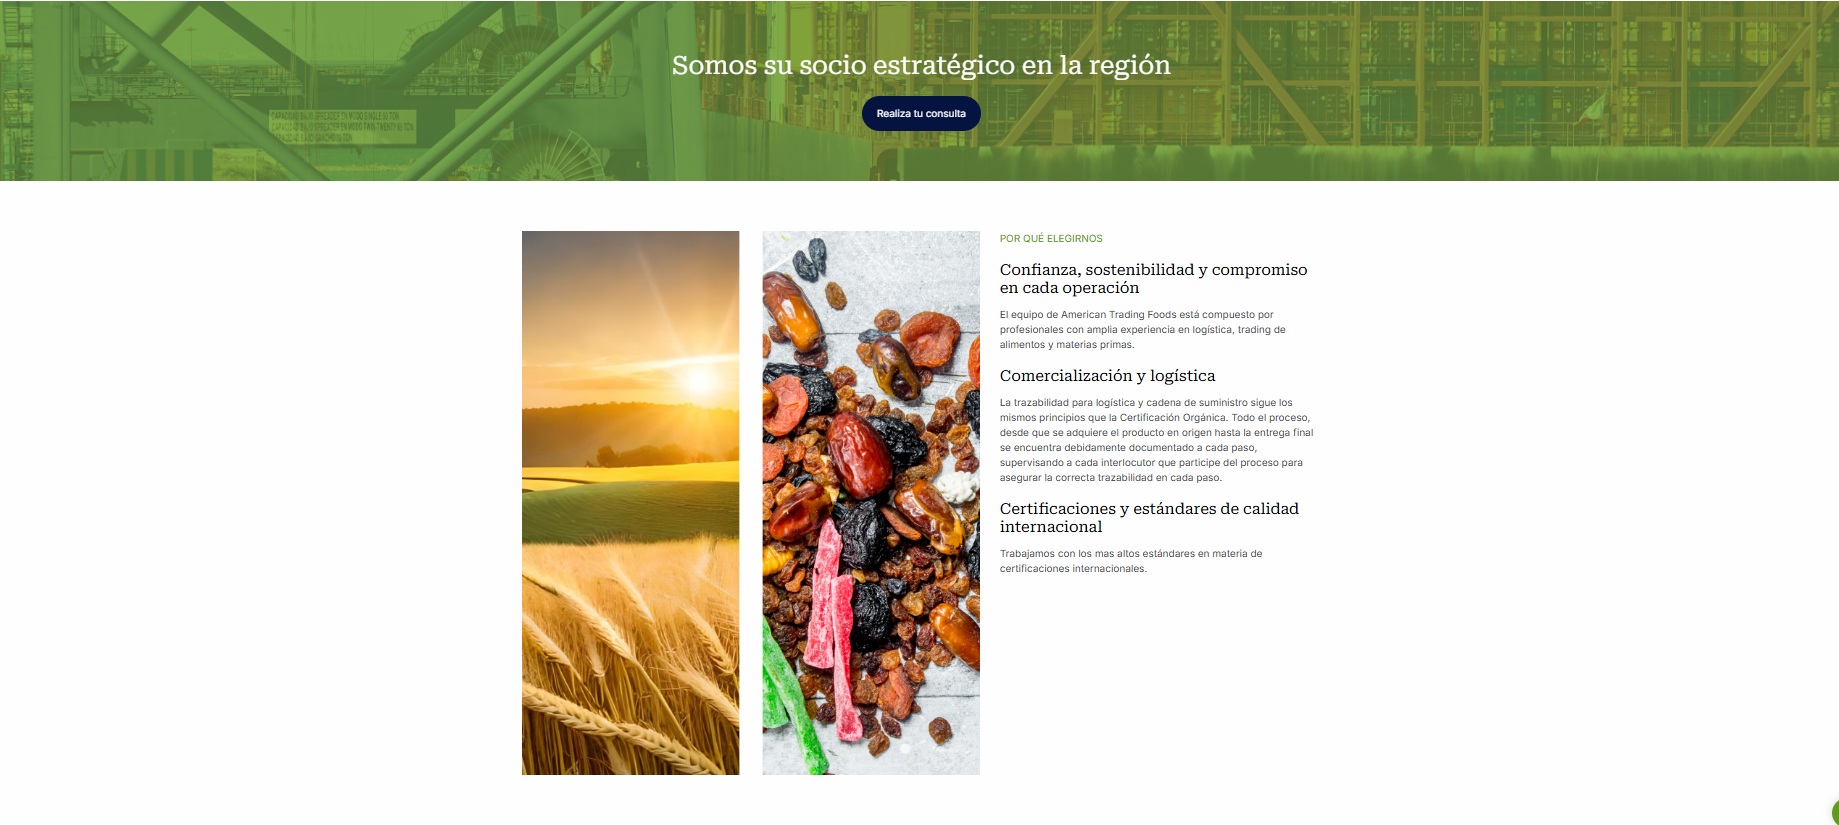 Somos su socio estratégico en la región
Realiza tu consulta
POR QUÉ ELEGIRNOS
Confianza, sostenibilidad y compromiso
en cada operación
El equipo de American Trading Foods está compuesto por
profesionales con amplia experiencia en logística, trading de
alimentos y materias primas.
Comercialización y logística
La trazabilidad para logística y cadena de suministro sigue los
mismos principios que la Certificación Orgánica. Todo el proceso,
desde que se adquiere el producto en origen hasta la entrega final
se encuentra debidamente documentado a cada paso,
supervisando a cada interlocutor que participe del proceso para
asegurar la correcta trazabilidad en cada paso.
Certificaciones y estándares de calidad
internacional
Trabajamos con los mas altos estándares en materia de
certificaciones internacionales.